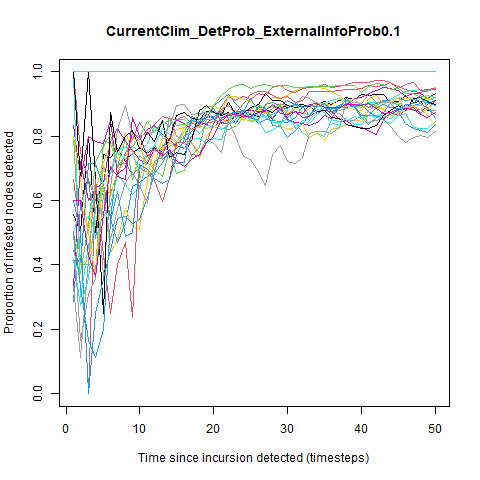 CurrentClim_DetProb_ExternalInfoProb0.1
Proportion of infested nodes detected
1.0
0.8
0.6
0.4
0.2
0.0
0 10 20 30 40 50
Time since incursion detected (timesteps)